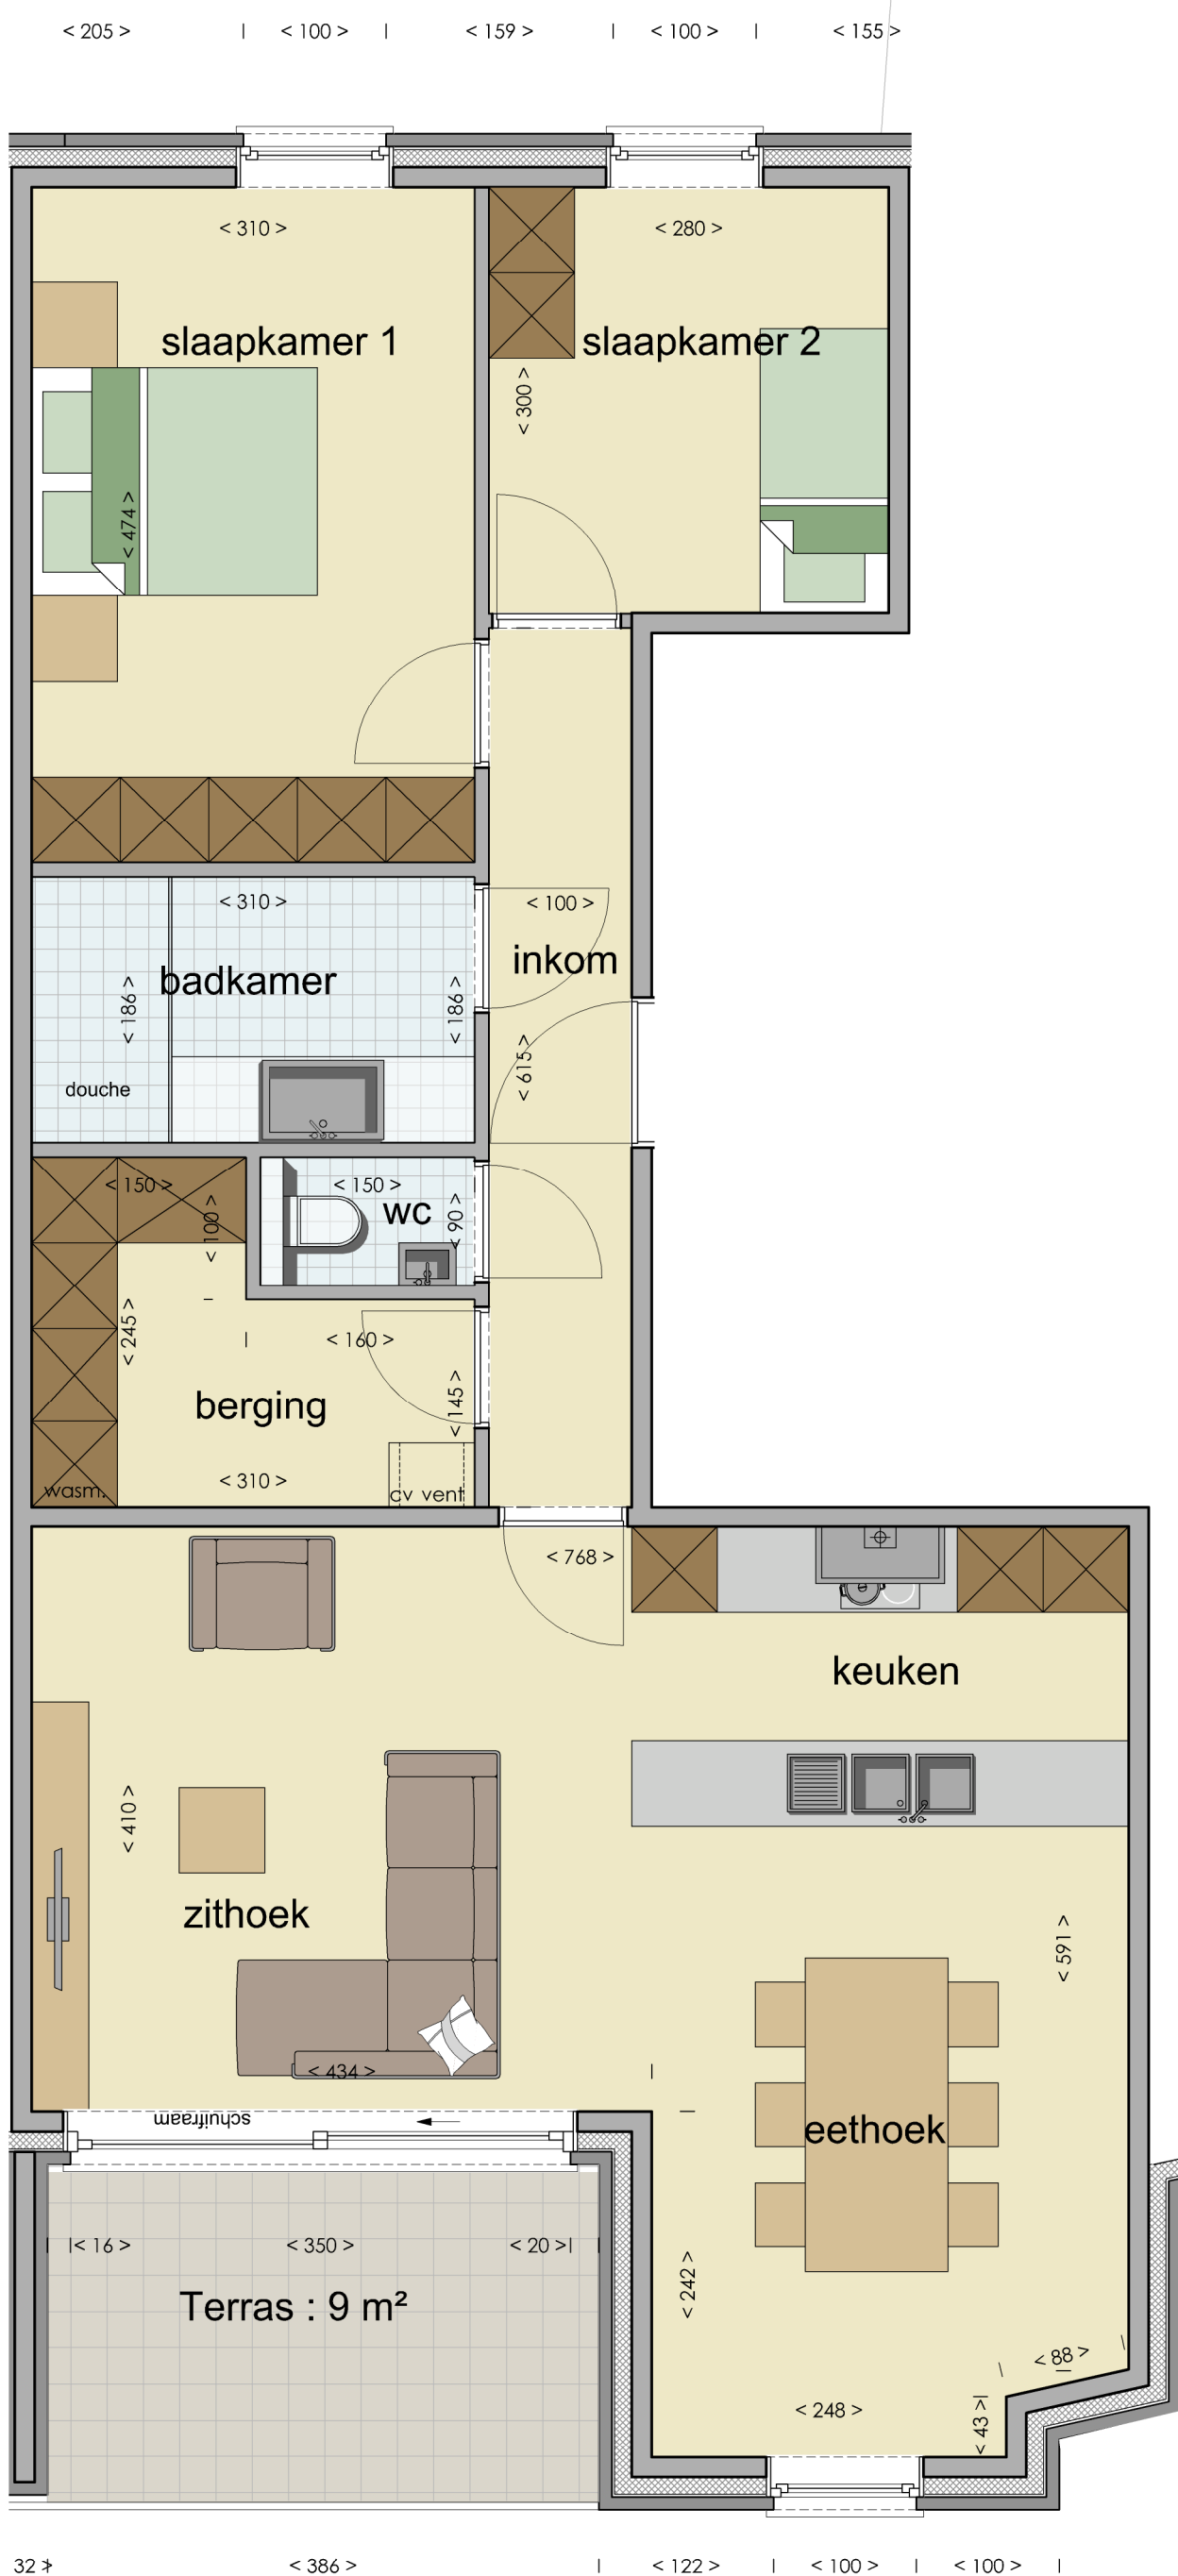 < 205 > < 100 > < 159 > < 100 > < 155 >
< 310 > < 280 >
slaapkamer 1 slaapkamer 2
< 300 >
< 474 >
< 310 > < 100 >
inkom
badkamer
< 186 > < 186 >
< 615 >
douche
< 150 > < 150 >
wc
< 100 > < 90 >
< 245 > < 160 >
< 145 >
berging
< 310 >
wasm. cv vent
< 768 >
keuken
< 410 >
zithoek
< 591 >
< 434 >
schuifraam
eethoek
< 16 > < 350 > < 20 >
< 242 >
Terras : 9 m²
< 88 >
< 248 > < 43 >
32 > < 386 > < 122 > < 100 > < 100 >